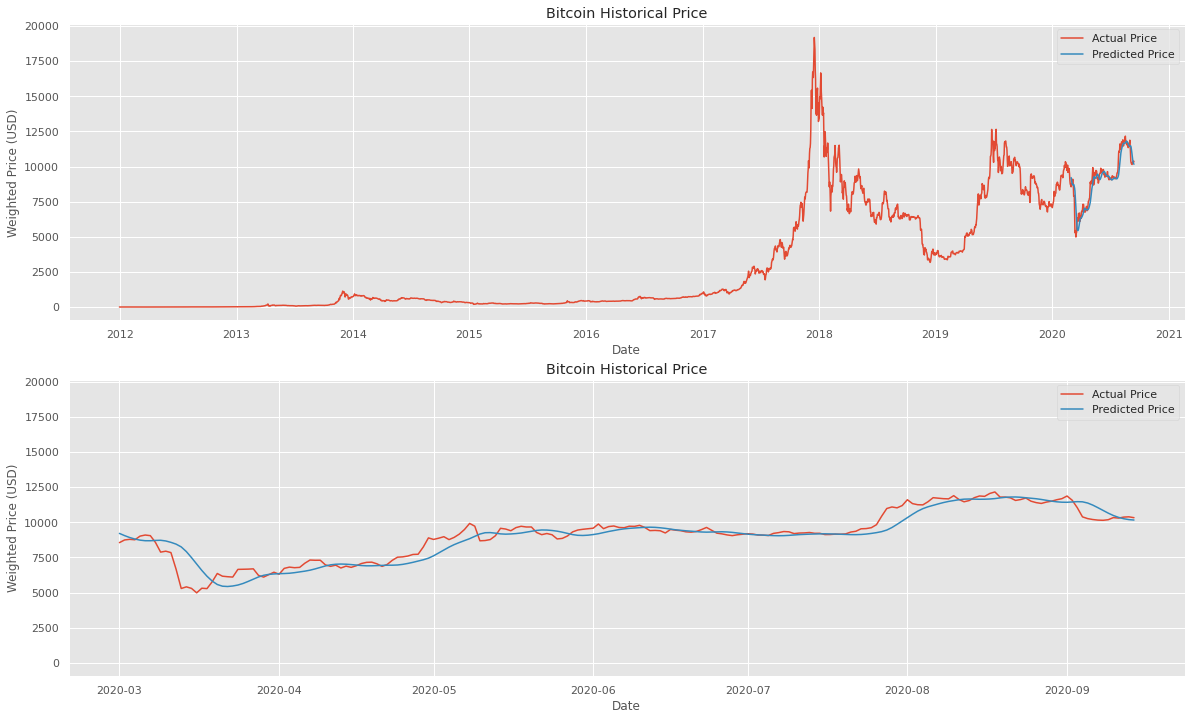 Bitcoin Historical Price
Actual Price
Predicted Price
Weighted Price (USD)
20000
17500
15000
12500
10000
7500
5000
2500
0
2012 2013 2014 2015 2016 2017 2018 2019 2020 2021
Date
Bitcoin Historical Price
Actual Price
Predicted Price
Weighted Price (USD)
20000
17500
15000
12500
10000
7500
5000
2500
0
2020-03 2020-04 2020-05 2020-06 2020-07 2020-08 2020-09
Date